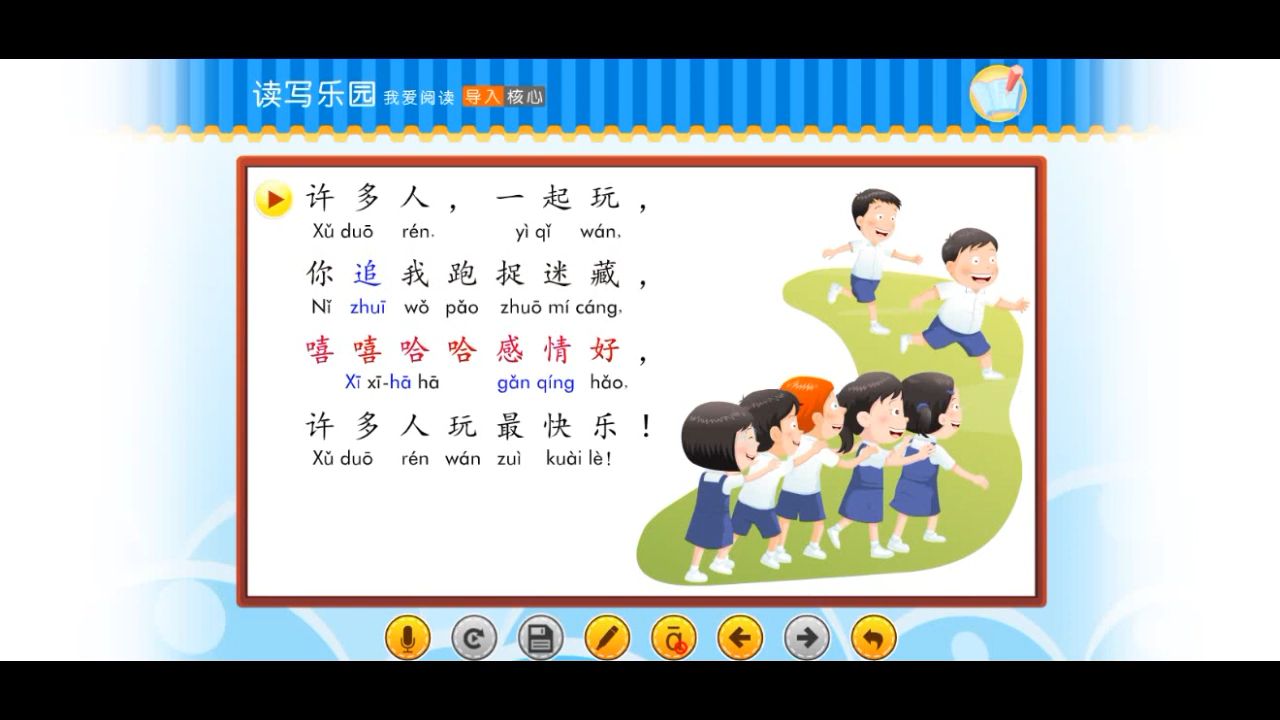 读写乐园 我爱阅读 导入 核心
许多人，一起玩，
Xǔ duō rén, yì qǐ wán,
你追我跑捉迷藏，
Nǐ zhuī wǒ pǎo zhuō mí cáng,
嘻嘻哈哈感情好，
Xī xī-hā hā gǎn qíng hǎo,
许多人玩最快乐！
Xǔ duō rén wán zuì kuài lè!
ā